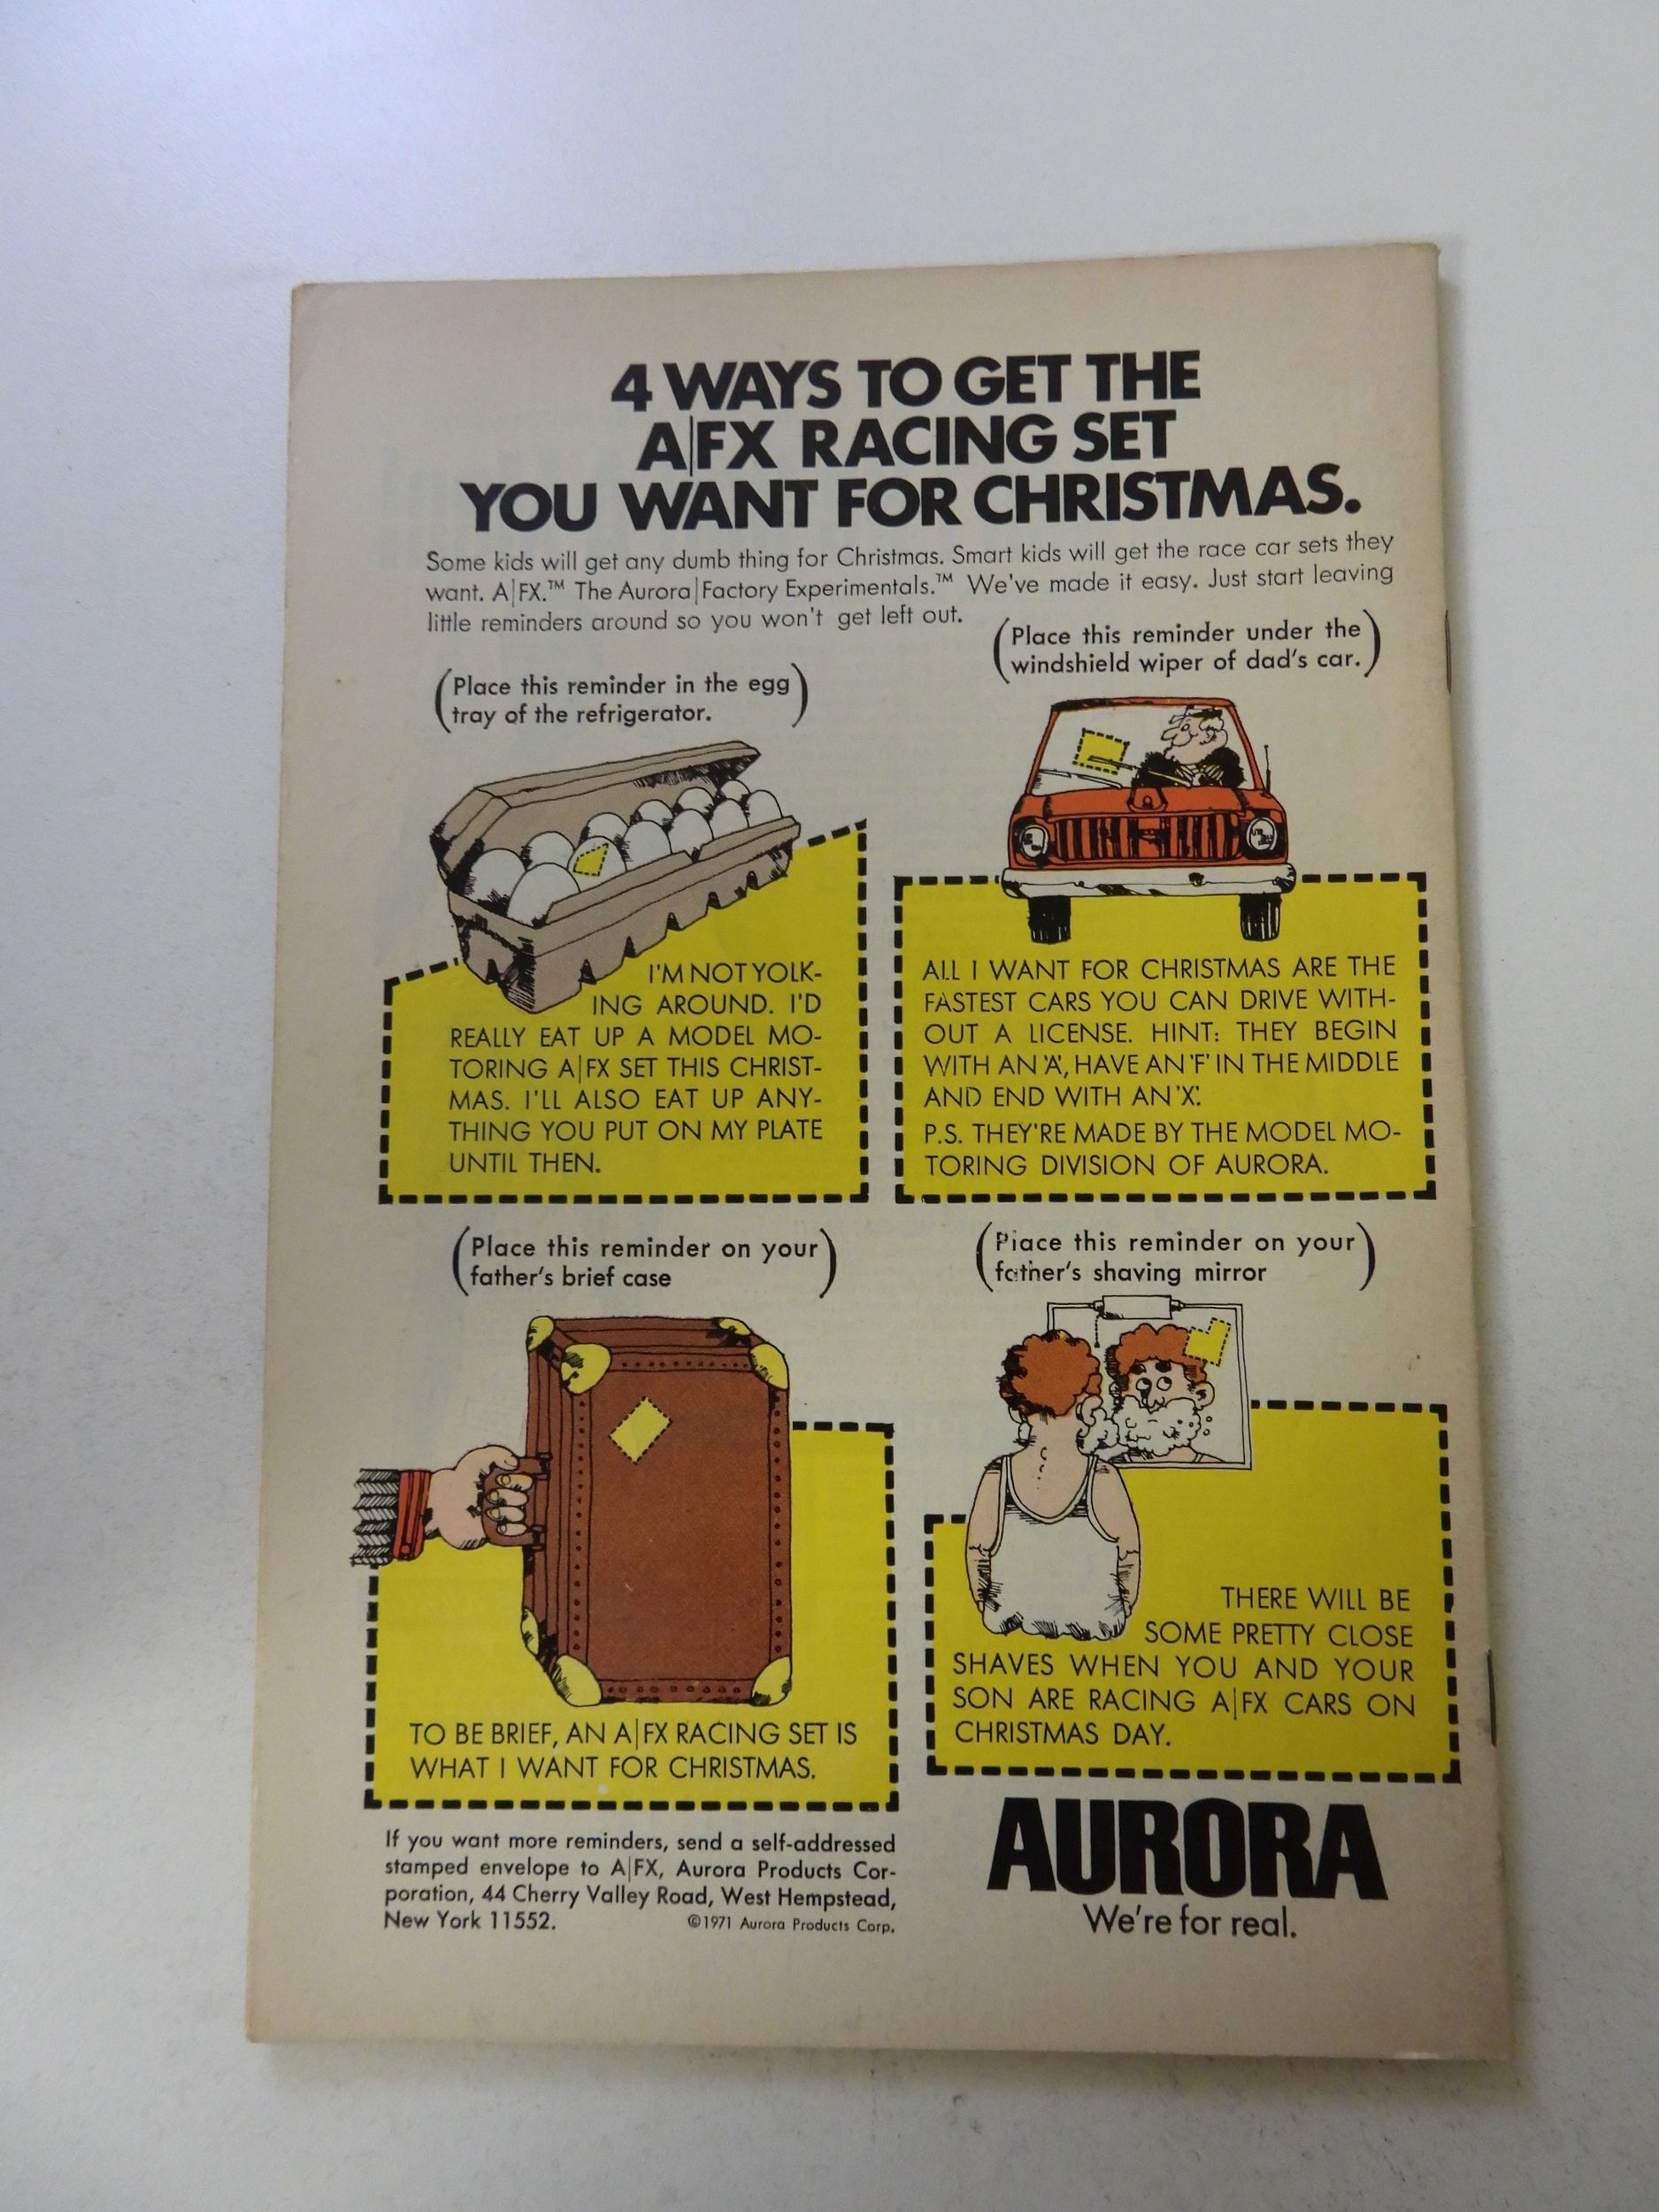 4 WAYS TO GET THE
A|FX RACING SET
YOU WANT FOR CHRISTMAS.
Some kids will get any dumb thing for Christmas. Smart kids will get the race car sets they
want. A|FX.™ The Aurora|Factory Experimentals.™ We've made it easy. Just start leaving
little reminders around so you won't get left out.
(Place this reminder in the egg
tray of the refrigerator.)
I'M NOT YOLK-
ING AROUND. I'D
REALLY EAT UP A MODEL MO-
TORING A|FX SET THIS CHRIST-
MAS. I'LL ALSO EAT UP ANY-
THING YOU PUT ON MY PLATE
UNTIL THEN.
(Place this reminder under the
windshield wiper of dad's car.)
ALL I WANT FOR CHRISTMAS ARE THE
FASTEST CARS YOU CAN DRIVE WITH-
OUT A LICENSE. HINT: THEY BEGIN
WITH AN 'A', HAVE AN 'F' IN THE MIDDLE
AND END WITH AN 'X'.
P.S. THEY'RE MADE BY THE MODEL MO-
TORING DIVISION OF AURORA.
(Place this reminder on your
father's brief case)
TO BE BRIEF, AN A|FX RACING SET IS
WHAT I WANT FOR CHRISTMAS.
(Place this reminder on your
father's shaving mirror)
THERE WILL BE
SOME PRETTY CLOSE
SHAVES WHEN YOU AND YOUR
SON ARE RACING A|FX CARS ON
CHRISTMAS DAY.
If you want more reminders, send a self-addressed
stamped envelope to A|FX, Aurora Products Cor-
poration, 44 Cherry Valley Road, West Hempstead,
New York 11552. ©1971 Aurora Products Corp.
AURORA
We're for real.